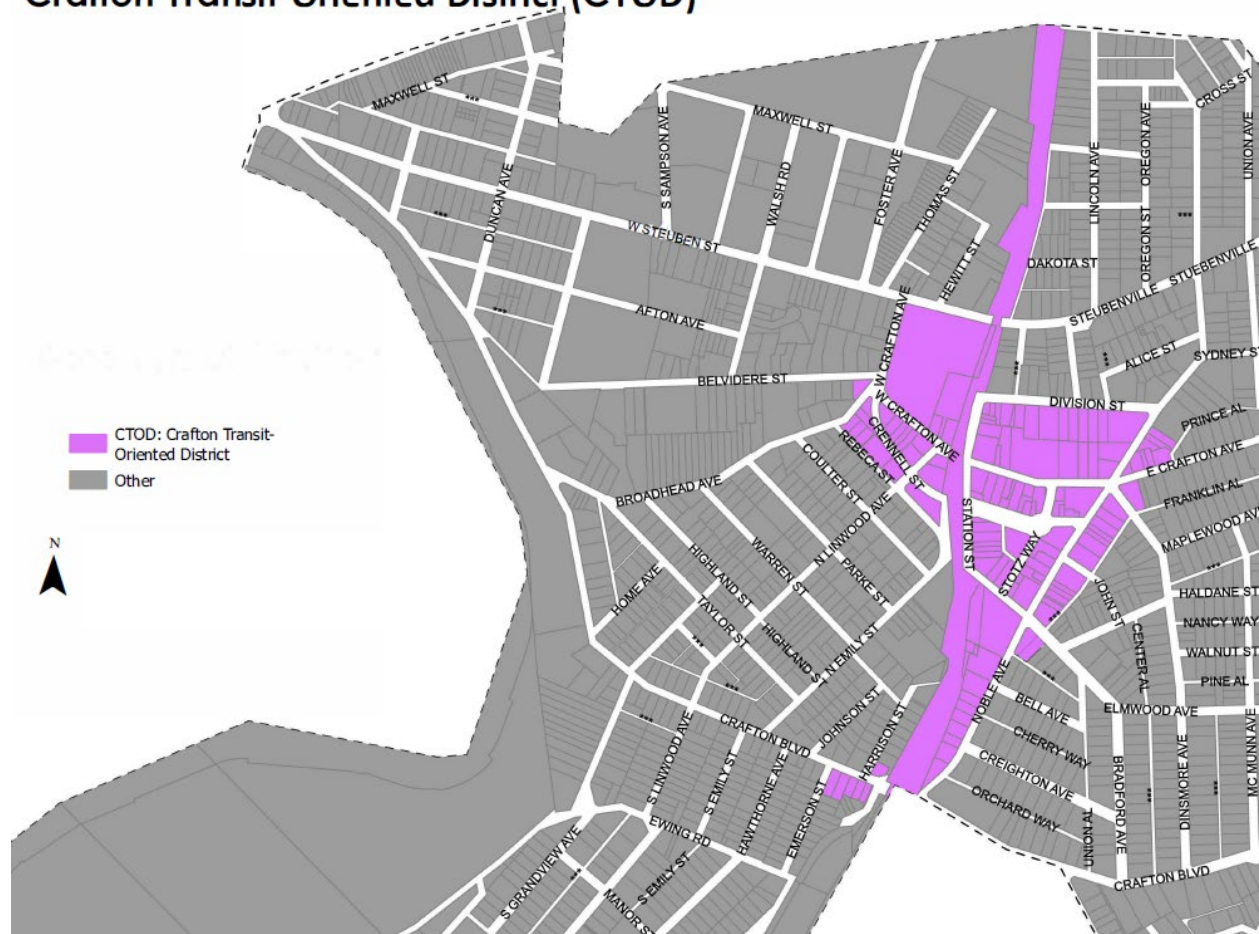 Crafton Transit-Oriented District (CTOD)
MAXWELL ST
CROSS ST
MAXWELL ST
S SAMPSON AVE
WALSH RD
FOSTER AVE
THOMAS ST
LINCOLN AVE
OREGON AVE
UNION AVE
DUNCAN AVE
W STEUBEN ST
HEWITT ST
DAKOTA ST
OREGON ST
STEUBENVILLE
STUEBENVILLE
AFTON AVE
W CRAFTON AVE
ALICE ST
SYDNEY ST
BELVIDERE ST
DIVISION ST
W CRAFTON AVE
PRINCE AL
CTOD: Crafton Transit-
Oriented District
Other
CRENNELL ST
REBECA ST
COULTER ST
E CRAFTON AVE
BROADHEAD AVE
FRANKLIN AL
N LINWOOD AVE
STATION ST
MAPLEWOOD AV
N
HIGHLAND ST
WARREN ST
PARKE ST
STOTZ WAY
HOME AVE
JOHN ST
HALDANE ST
TAYLOR ST
HIGHLAND ST
N EMILY ST
NANCY WAY
CENTER AL
WALNUT ST
PINE AL
NOBLE AVE
BELL AVE
ELMWOOD AVE
CRAFTON BLVD
JOHNSON ST
HARRISON ST
CHERRY WAY
S LINWOOD AVE
S EMILY ST
HAWTHORNE AVE
EMERSON ST
CREIGHTON AVE
ORCHARD WAY
BRADFORD AVE
DINSMORE AVE
MC MUNN AVE
EWING RD
UNION AL
S GRANDVIEW AVE
S EMILY ST
MANOR ST
CRAFTON BLVD